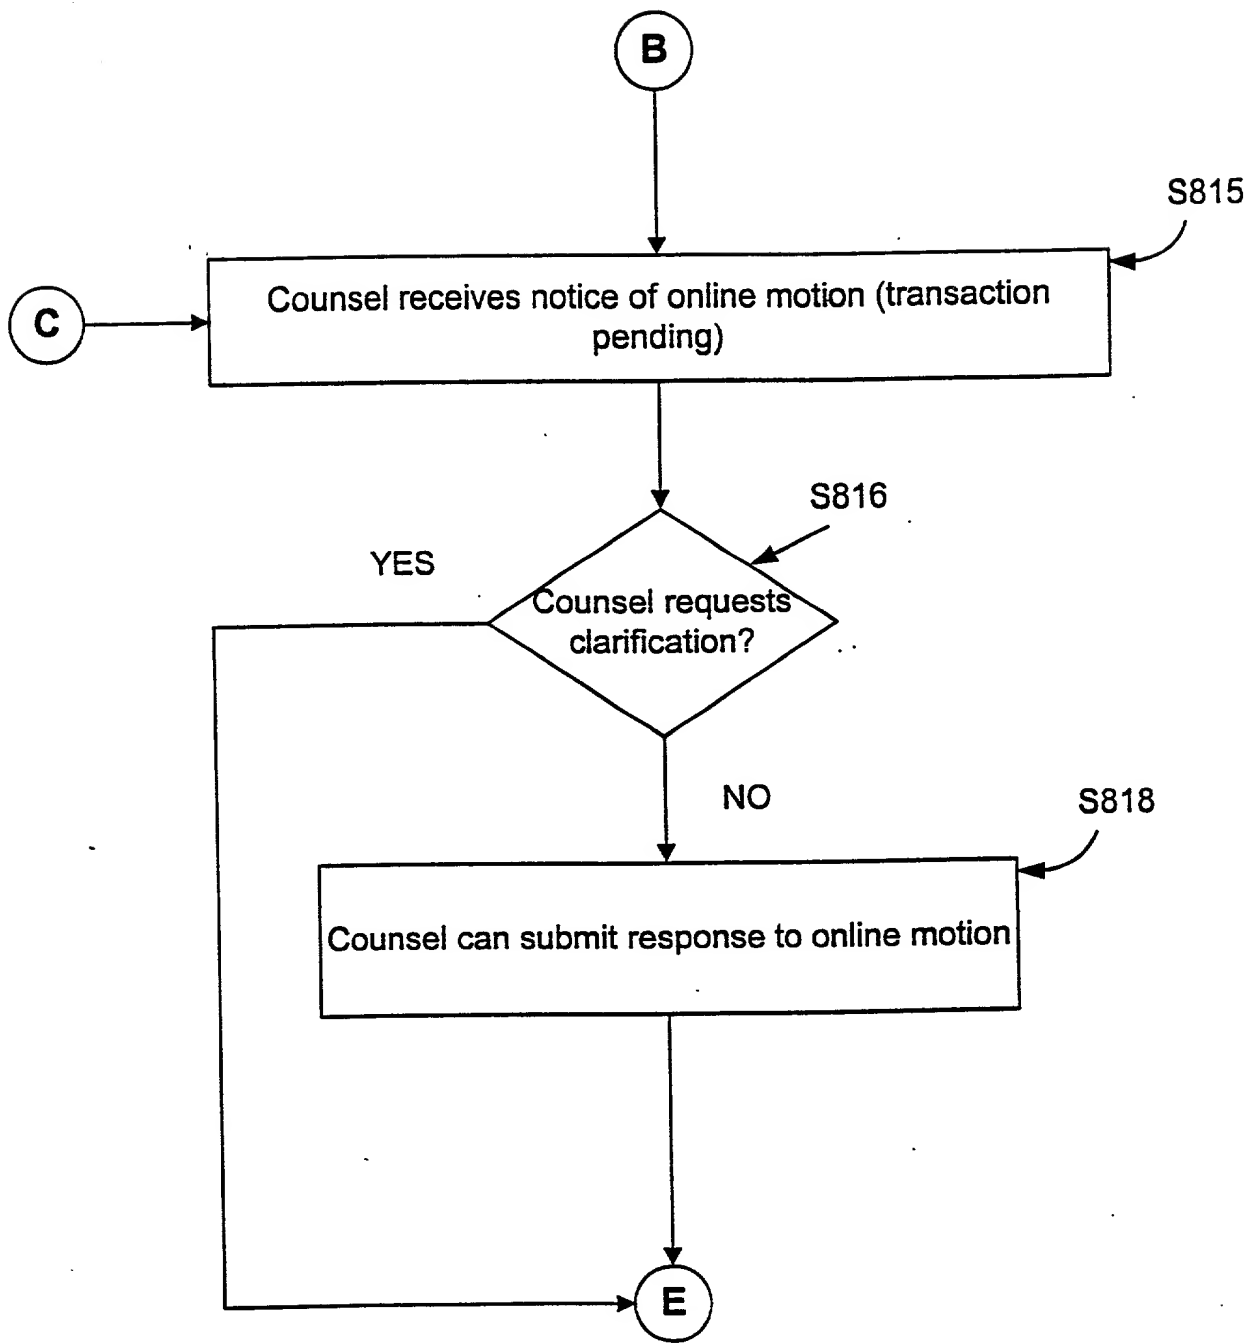 B
S815
Counsel receives notice of online motion (transaction
pending)
C
S816
YES
Counsel requests
clarification?
NO
S818
Counsel can submit response to online motion
E